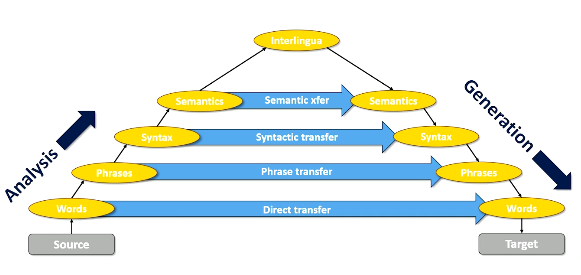 Interlingua
Semantics
Semantic xfer
Semantics
Syntax
Syntactic transfer
Syntax
Phrases
Phrase transfer
Phrases
Words
Direct transfer
Words
Source
Target
Analysis
Generation